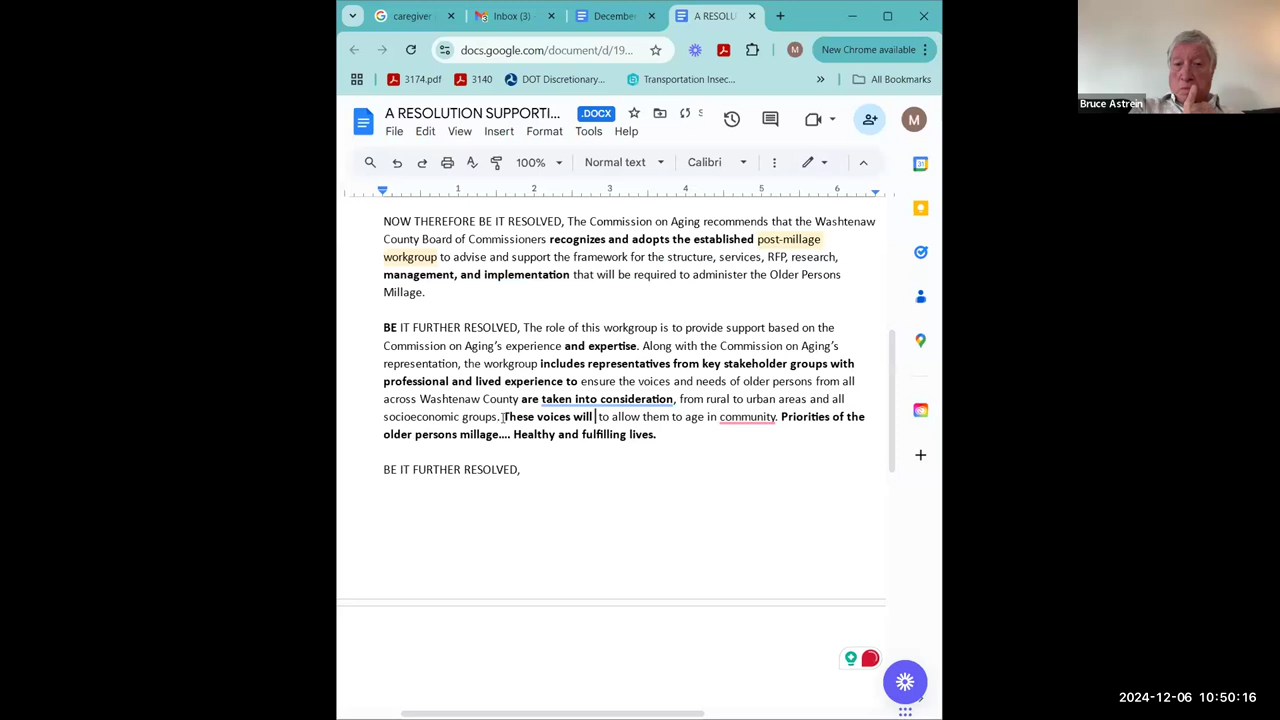 caregiver
Inbox (3)
December
A RESOLU
docs.google.com/document/d/19...
M
New Chrome available
3174.pdf
3140
DOT Discretionary...
Transportation Insec...
»
All Bookmarks
A RESOLUTION SUPPORTI...
.DOCX
S
File Edit View Insert Format Tools Help
M
100%
Normal text
Calibri
1 2 3 4 5 6
NOW THEREFORE BE IT RESOLVED, The Commission on Aging recommends that the Washtenaw
County Board of Commissioners recognizes and adopts the established post-millage
workgroup to advise and support the framework for the structure, services, RFP, research,
management, and implementation that will be required to administer the Older Persons
Millage.
BE IT FURTHER RESOLVED, The role of this workgroup is to provide support based on the
Commission on Aging's experience and expertise. Along with the Commission on Aging's
representation, the workgroup includes representatives from key stakeholder groups with
professional and lived experience to ensure the voices and needs of older persons from all
across Washtenaw County are taken into consideration, from rural to urban areas and all
socioeconomic groups. These voices will to allow them to age in community. Priorities of the
older persons millage.... Healthy and fulfilling lives.
BE IT FURTHER RESOLVED,
Bruce Astrein
2024-12-06 10:50:16